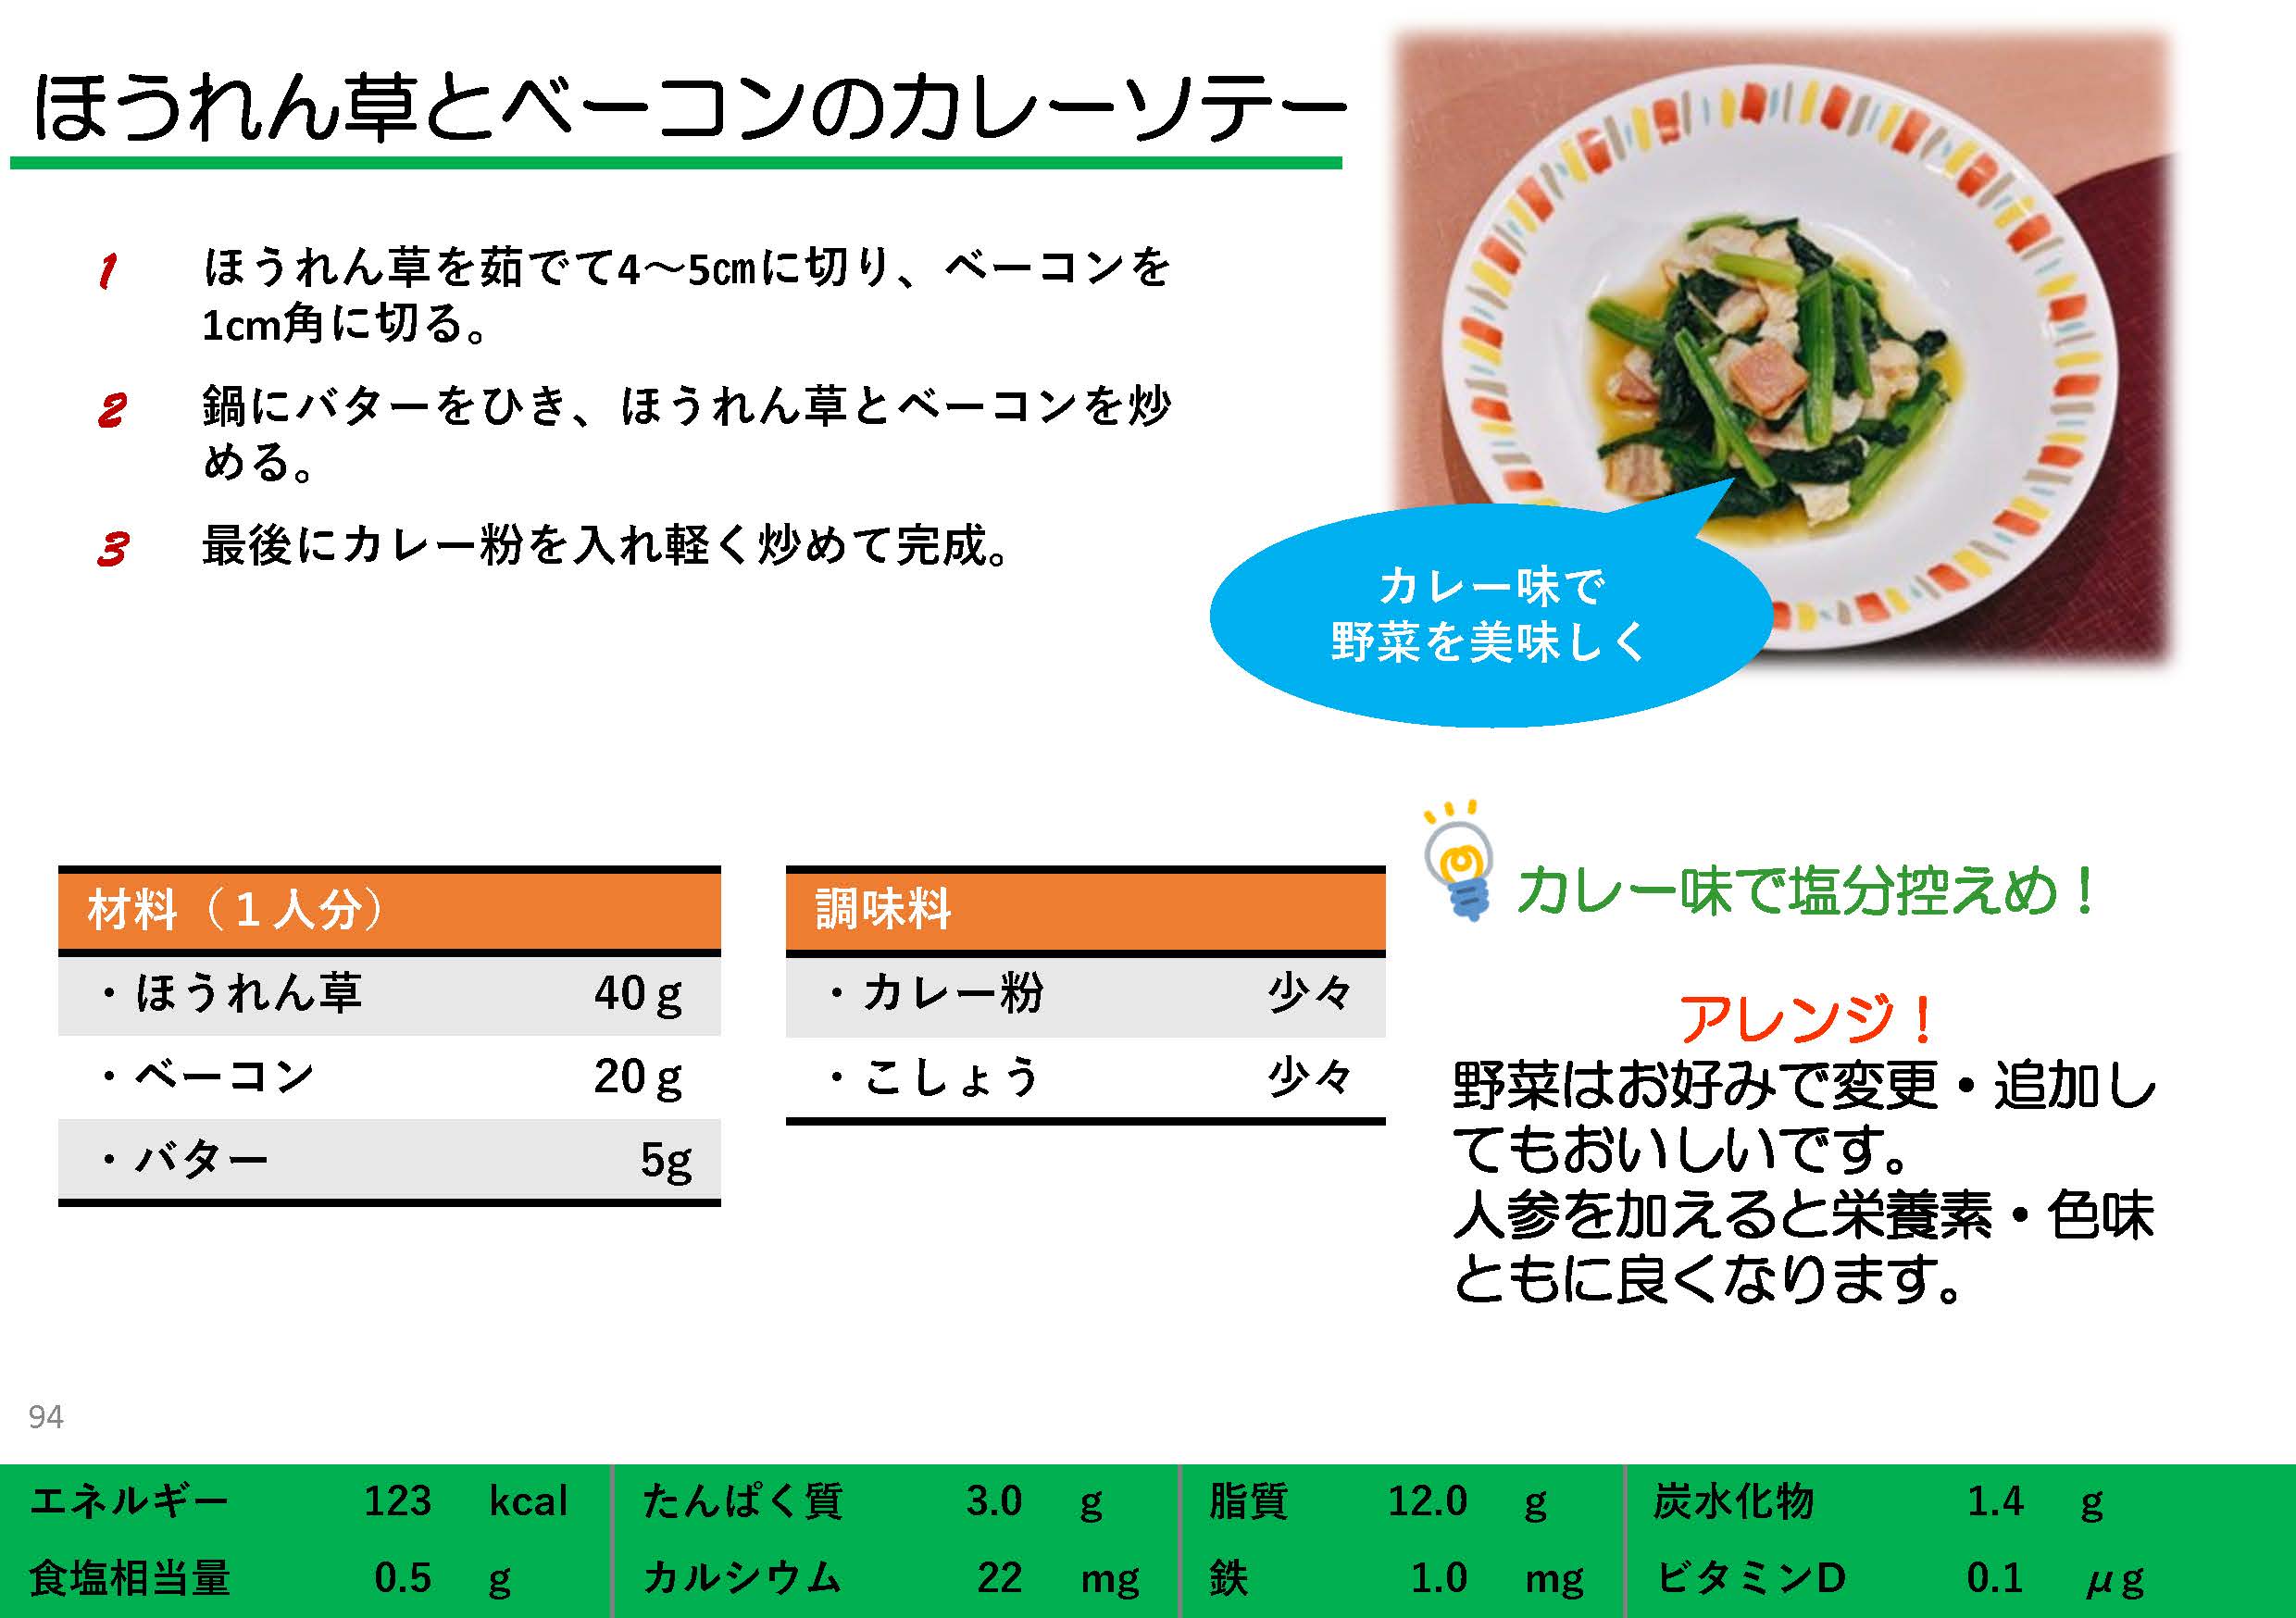 ほうれん草とベーコンのカレーソテー
1 ほうれん草を茹でて4～5㎝に切り、ベーコンを
1cm角に切る。
2 鍋にバターをひき、ほうれん草とベーコンを炒
める。
3 最後にカレー粉を入れ軽く炒めて完成。
カレー味で
野菜を美味しく
材料（１人分）
・ほうれん草 40ｇ
・ベーコン 20ｇ
・バター 5g
調味料
・カレー粉 少々
・こしょう 少々
カレー味で塩分控えめ！
アレンジ！
野菜はお好みで変更・追加し
てもおいしいです。
人参を加えると栄養素・色味
ともに良くなります。
94
エネルギー 123 kcal たんぱく質 3.0 g 脂質 12.0 g 炭水化物 1.4 g
食塩相当量 0.5 g カルシウム 22 mg 鉄 1.0 mg ビタミンD 0.1 μg